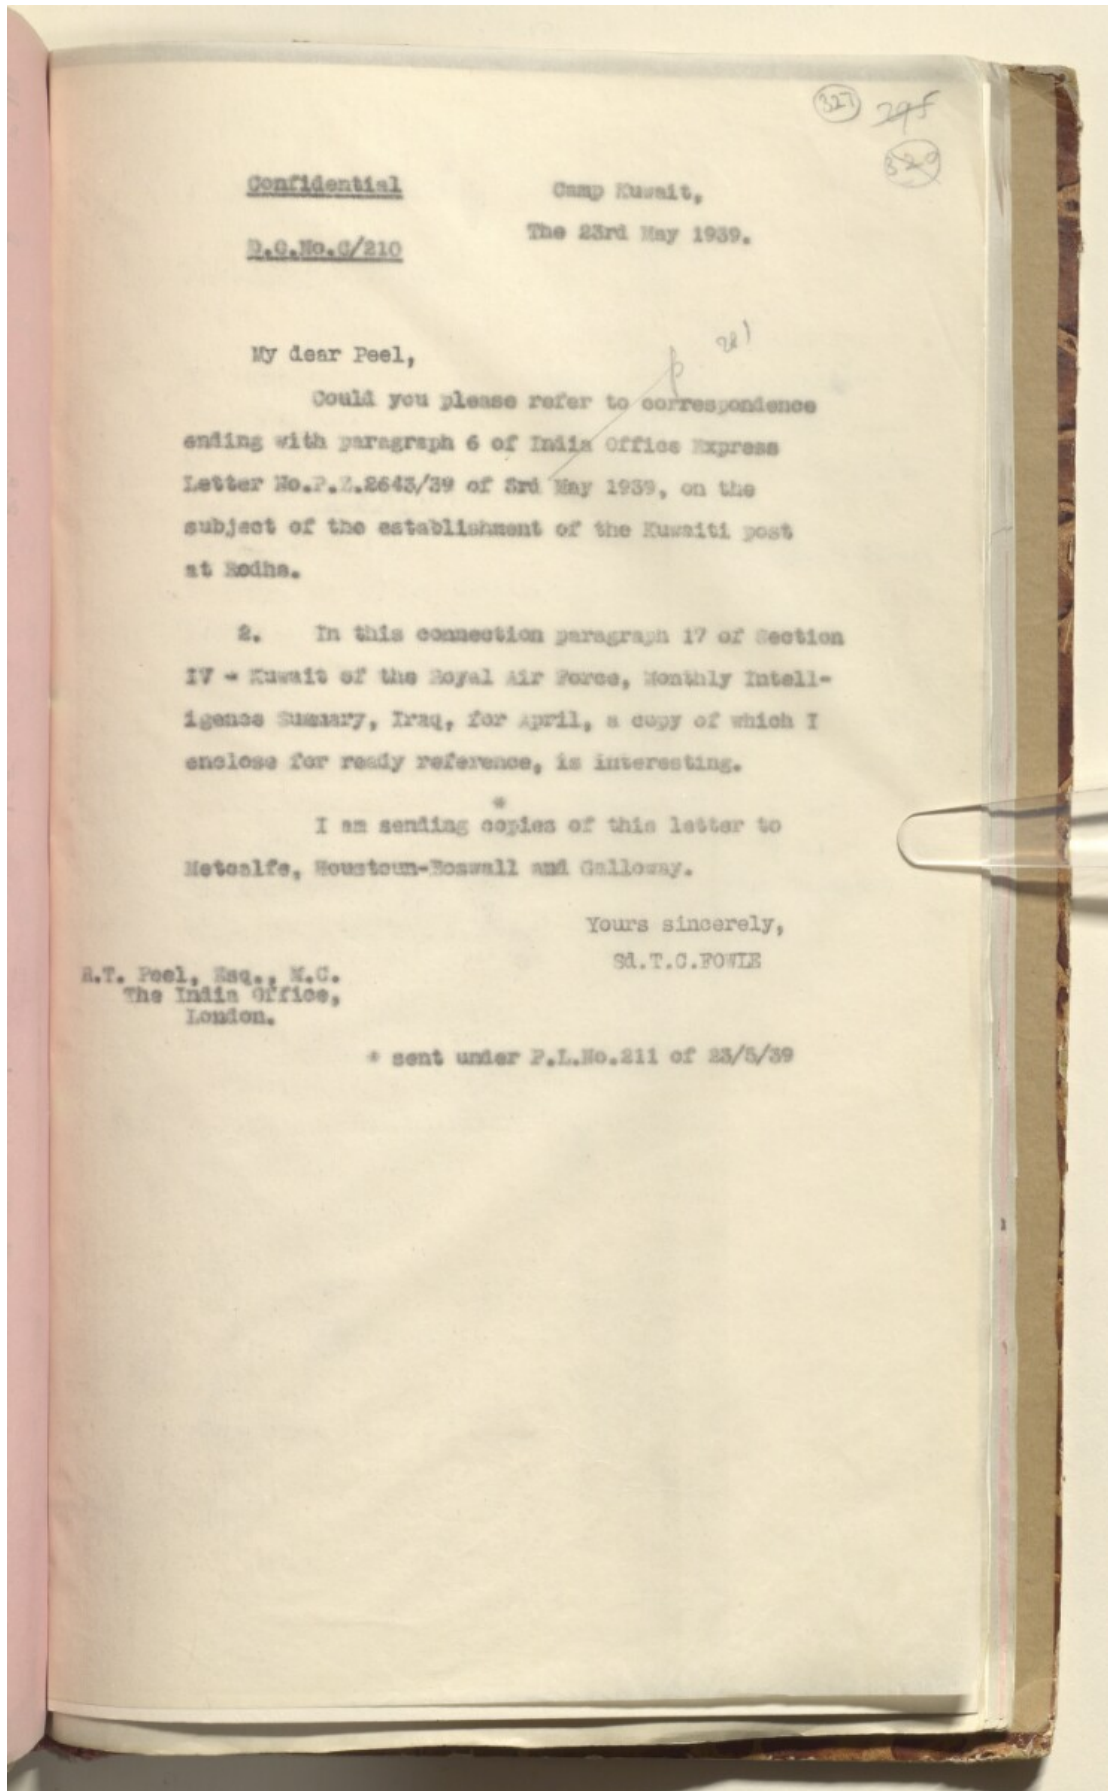 327
295
320
Confidential
Camp Kuwait,
The 23rd May 1939.
D.O.No.C/210
p 281
My dear Peel,
Could you please refer to correspondence
ending with paragraph 6 of India Office Express
Letter No.P.Z.2643/39 of 3rd May 1939, on the
subject of the establishment of the Kuwaiti post
at Rodha.
2. In this connection paragraph 17 of Section
IV - Kuwait of the Royal Air Force, Monthly Intell-
igence Summary, Iraq, for April, a copy of which I
enclose for ready reference, is interesting.
*
I am sending copies of this letter to
Metcalfe, Houstoun-Boswall and Galloway.
Yours sincerely,
Sd.T.C.FOWLE
R.T. Peel, Esq., M.C.
The India Office,
London.
* sent under P.L.No.211 of 23/5/39